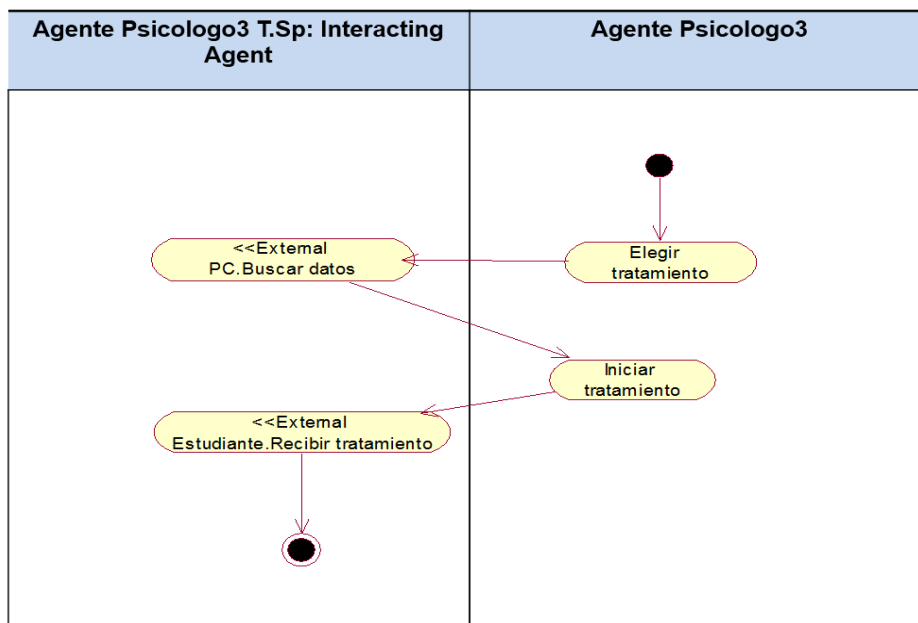 Agente Psicologo3 T.Sp: Interacting
Agent
Agente Psicologo3
<<External
PC.Buscar datos
Elegir
tratamiento
Iniciar
tratamiento
<<External
Estudiante.Recibir tratamiento